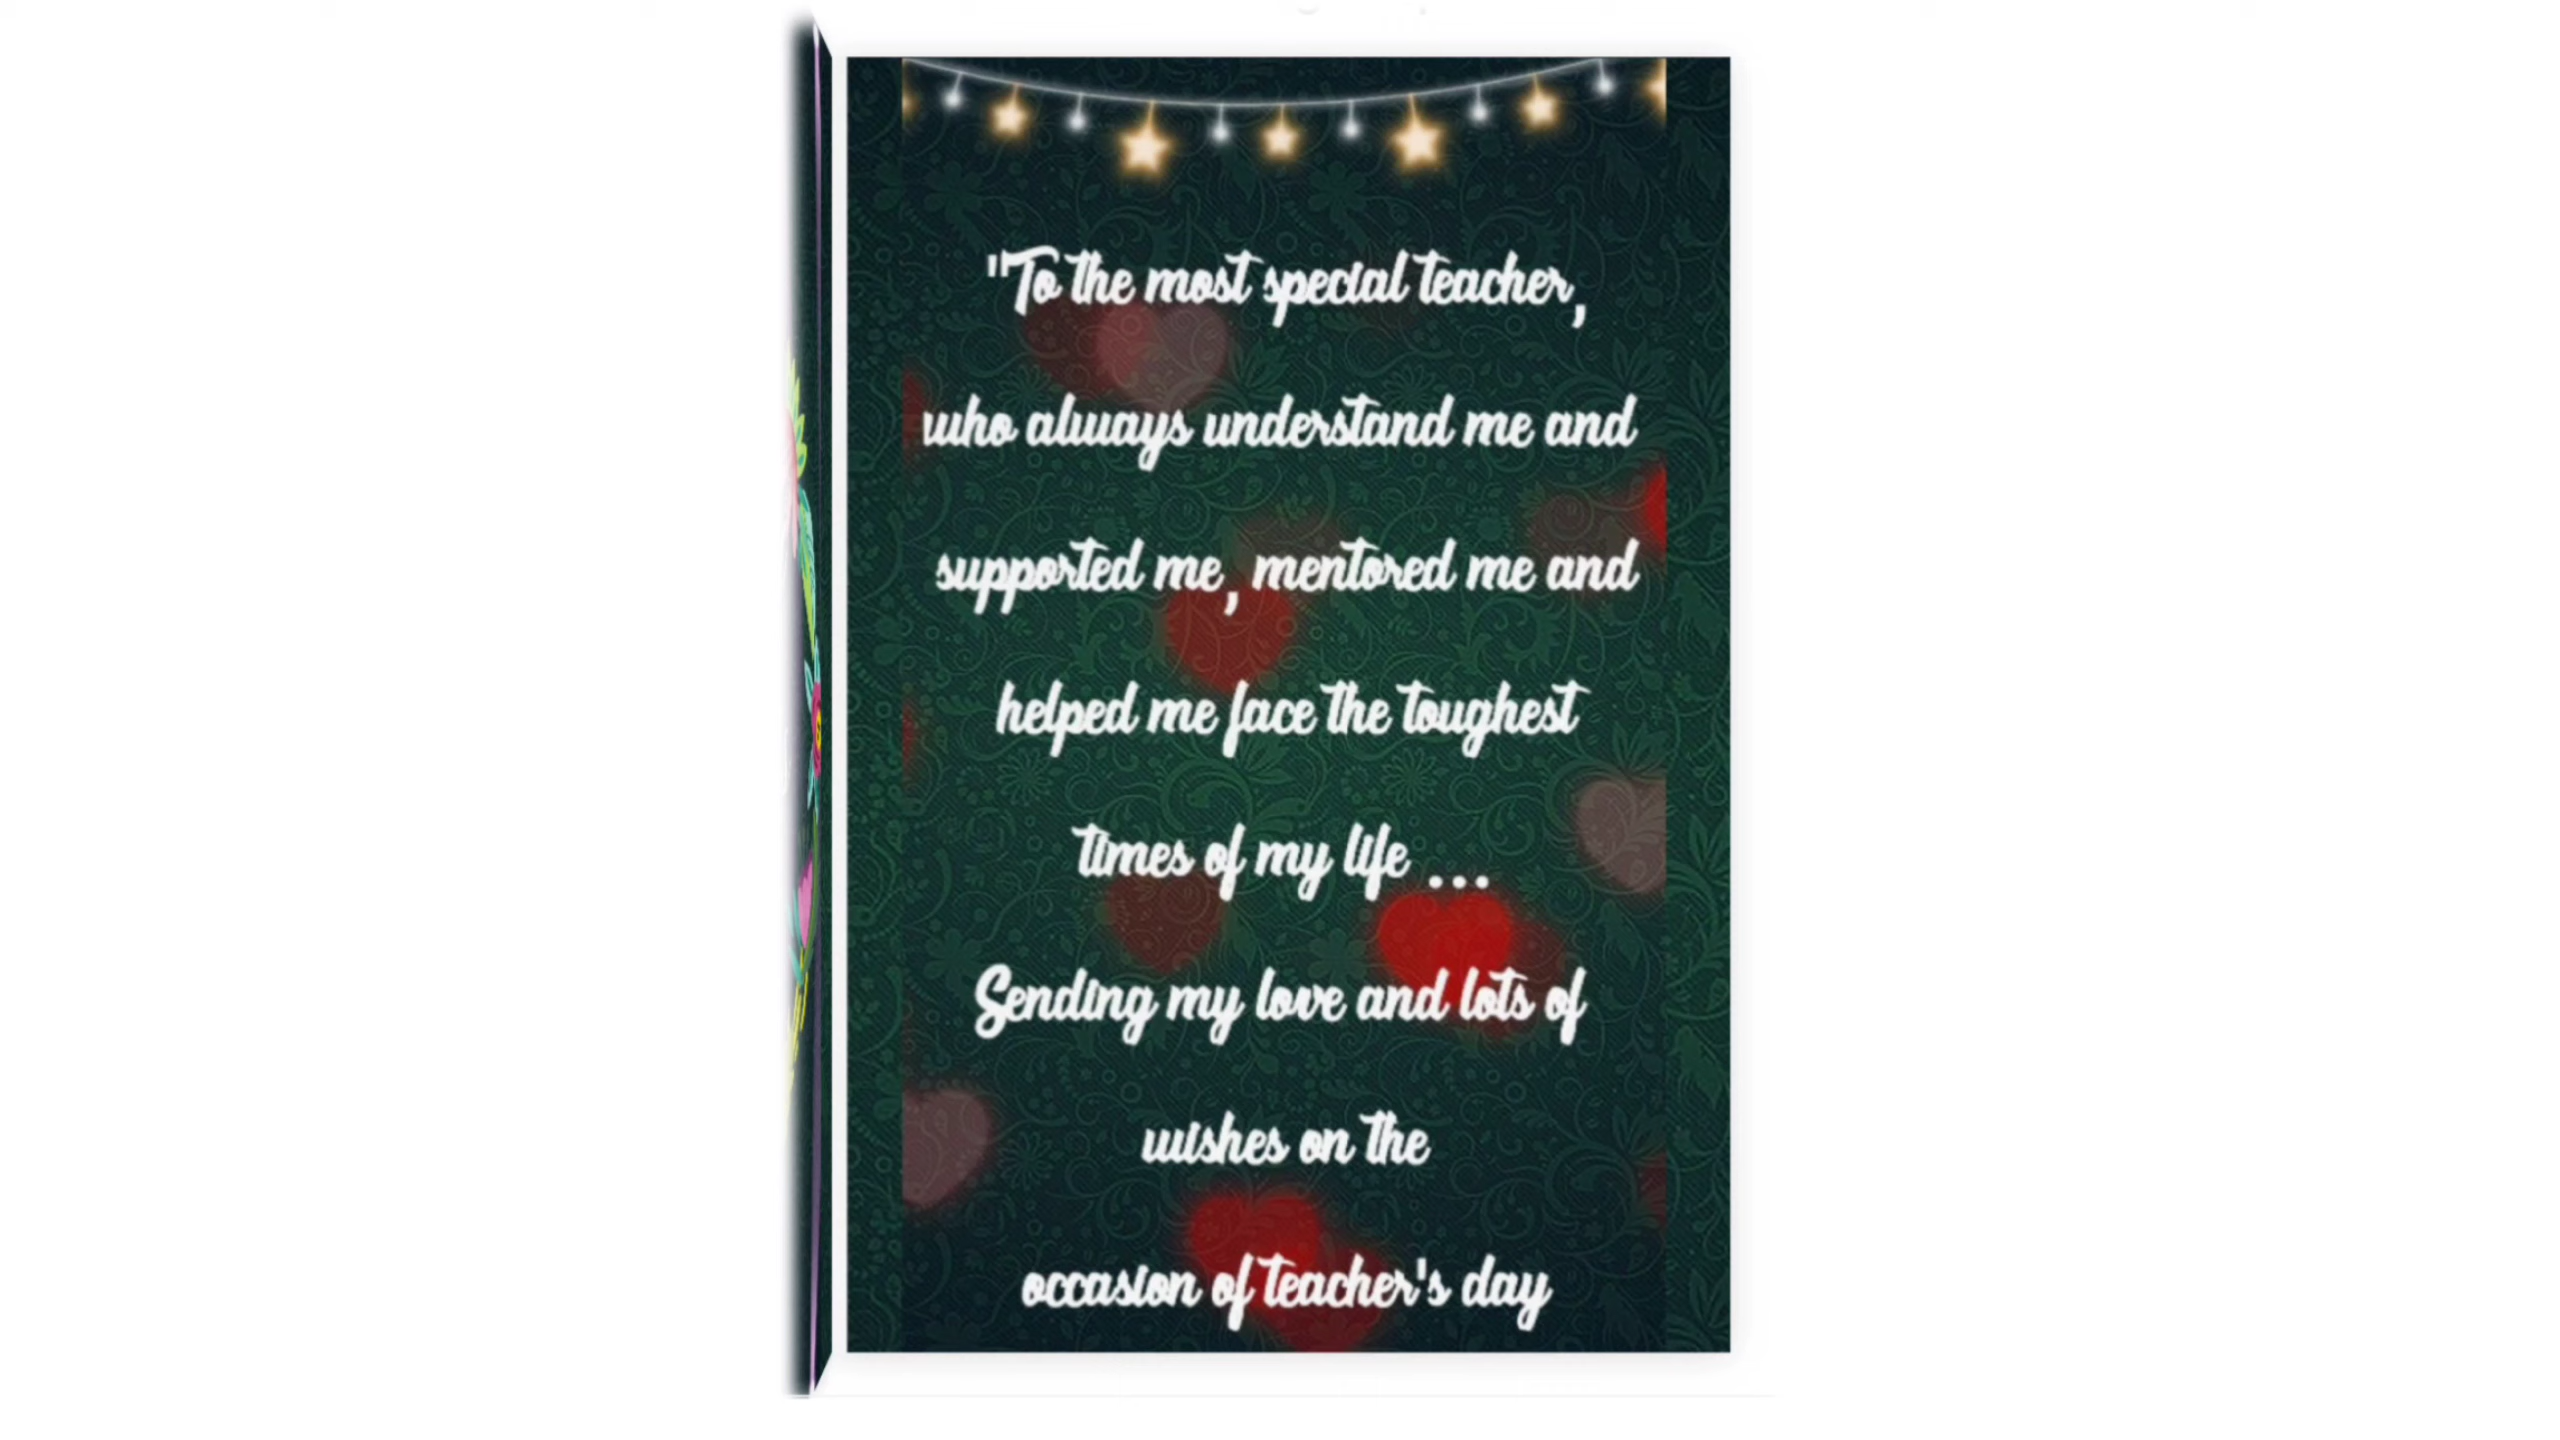 "To the most special teacher,
who always understand me and
supported me, mentored me and
helped me face the toughest
times of my life ...
Sending my love and lots of
wishes on the
occasion of teacher's day